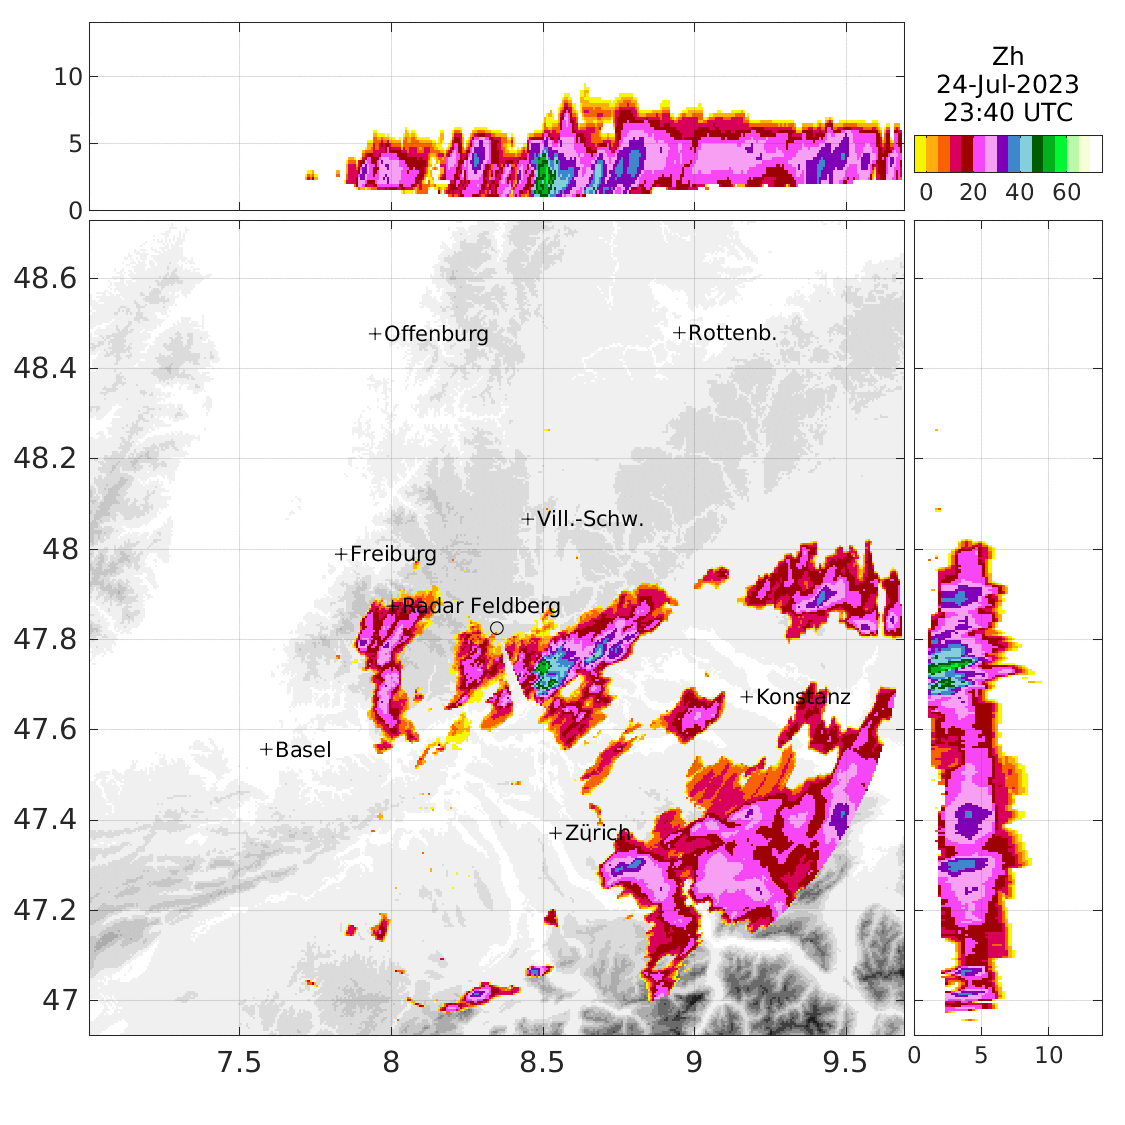 10
5
0
Zh
24-Jul-2023
23:40 UTC
0 20 40 60
48.6
48.4
48.2
48
47.8
47.6
47.4
47.2
47
+Offenburg
+Rottenb.
+Vill.-Schw.
+Freiburg
+Radar Feldberg
+Konstanz
+Basel
+Zürich
7.5 8 8.5 9 9.5
0 5 10